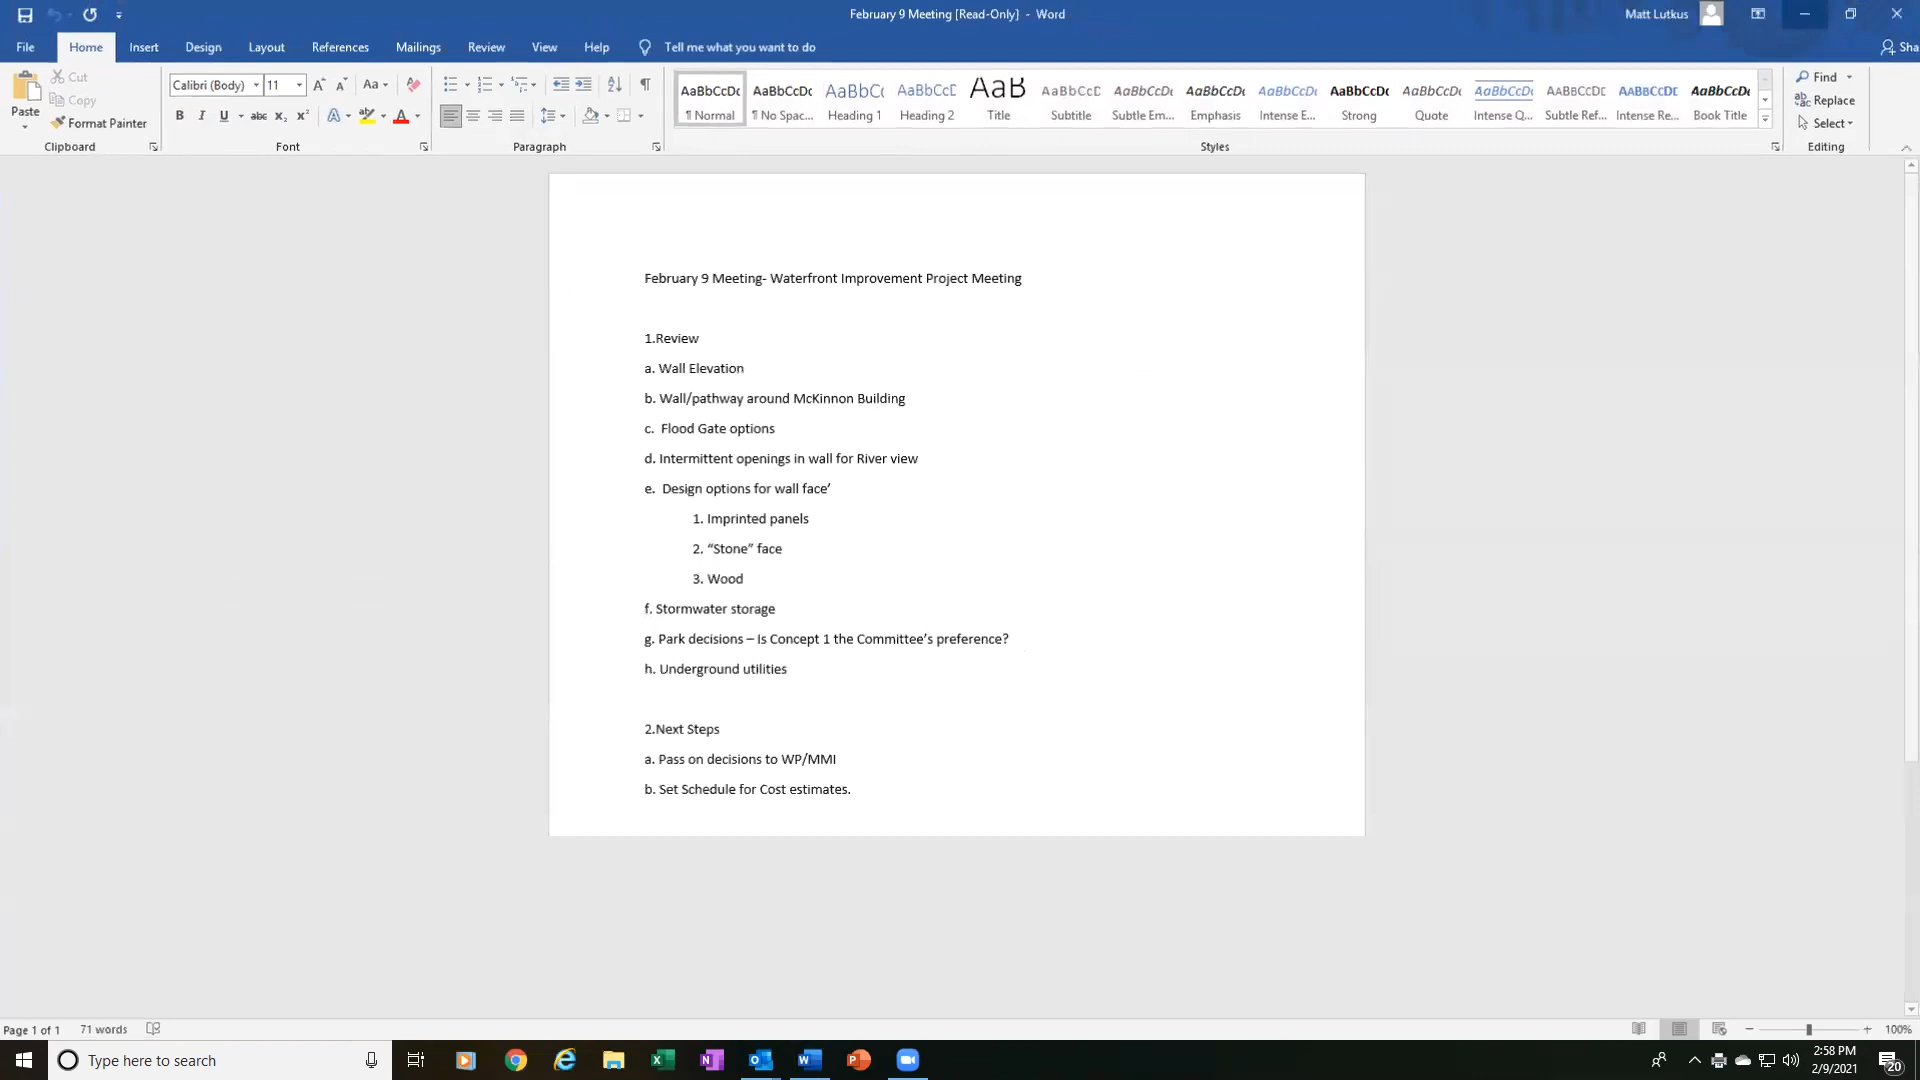 February 9 Meeting [Read-Only] - Word
Matt Lutkus
File Home Insert Design Layout References Mailings Review View Help Tell me what you want to do Sha
Paste
Cut
Copy
Format Painter
Clipboard
Calibri (Body) 11
Font
Paragraph
AaBbCcDc AaBbCcDc AaBbC( AaBbCcE AaB AaBbCcD AaBbCcDc AaBbCcDc AaBbCcDc AaBbCcDc AaBbCcDc AaBbCcDc AABBCCDD AABBCCDD AaBbCcDc
¶ Normal ¶ No Spac... Heading 1 Heading 2 Title Subtitle Subtle Em... Emphasis Intense E... Strong Quote Intense Q... Subtle Ref... Intense Re... Book Title
Styles
Find
Replace
Select
Editing
February 9 Meeting- Waterfront Improvement Project Meeting
1.Review
a. Wall Elevation
b. Wall/pathway around McKinnon Building
c. Flood Gate options
d. Intermittent openings in wall for River view
e. Design options for wall face’
1. Imprinted panels
2. “Stone” face
3. Wood
f. Stormwater storage
g. Park decisions – Is Concept 1 the Committee’s preference?
h. Underground utilities
2.Next Steps
a. Pass on decisions to WP/MMI
b. Set Schedule for Cost estimates.
Page 1 of 1 71 words 100%
Type here to search
2:58 PM
2/9/2021
20